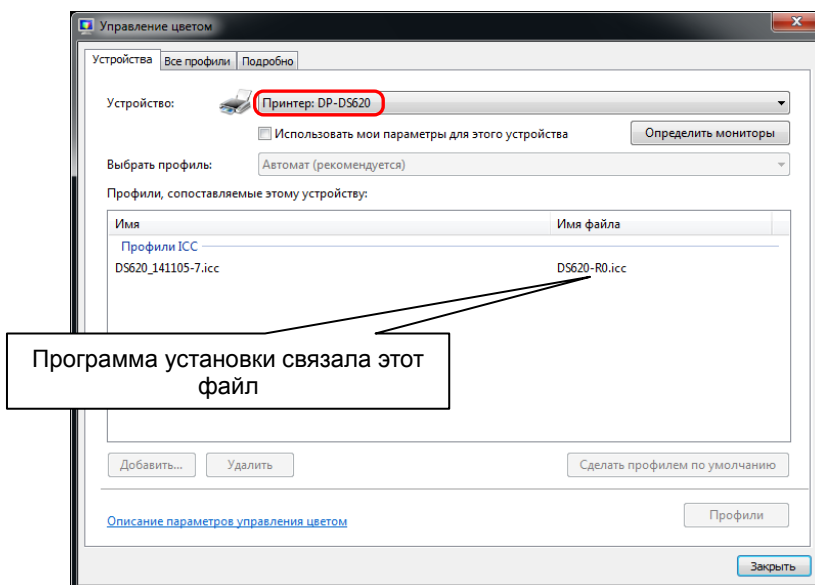 Управление цветом
Устройства Все профили Подробно
Устройство: Принтер: DP-DS620
Использовать мои параметры для этого устройства Определить мониторы
Выбрать профиль: Автомат (рекомендуется)
Профили, сопоставляемые этому устройству:
Имя Имя файла
Профили ICC
DS620_141105-7.icc DS620-R0.icc
Программа установки связала этот
файл
Добавить... Удалить Сделать профилем по умолчанию
Описание параметров управления цветом Профили
Закрыть